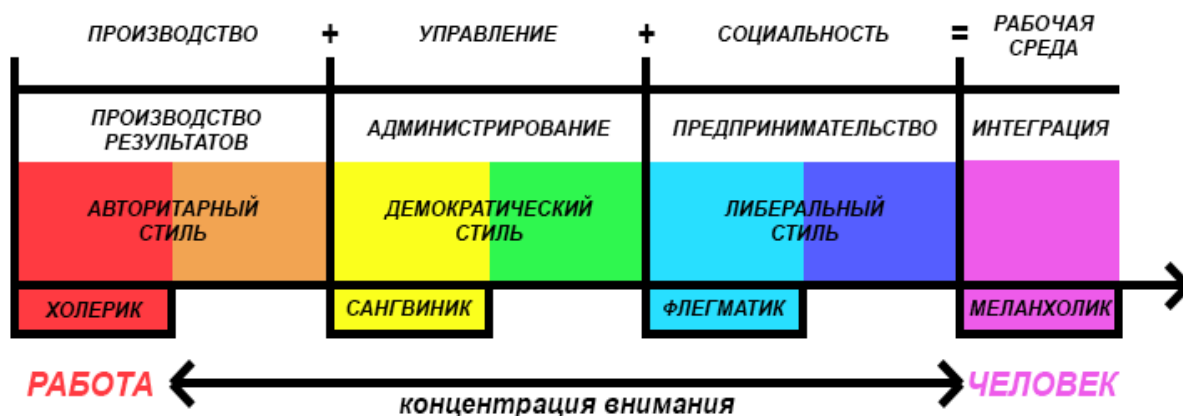 ПРОИЗВОДСТВО + УПРАВЛЕНИЕ + СОЦИАЛЬНОСТЬ = РАБОЧАЯ
СРЕДА
ПРОИЗВОДСТВО
РЕЗУЛЬТАТОВ
АДМИНИСТРИРОВАНИЕ
ПРЕДПРИНИМАТЕЛЬСТВО
ИНТЕГРАЦИЯ
АВТОРИТАРНЫЙ
СТИЛЬ
ДЕМОКРАТИЧЕСКИЙ
СТИЛЬ
ЛИБЕРАЛЬНЫЙ
СТИЛЬ
ХОЛЕРИК
САНГВИНИК
ФЛЕГМАТИК
МЕЛАНХОЛИК
РАБОТА
ЧЕЛОВЕК
концентрация внимания